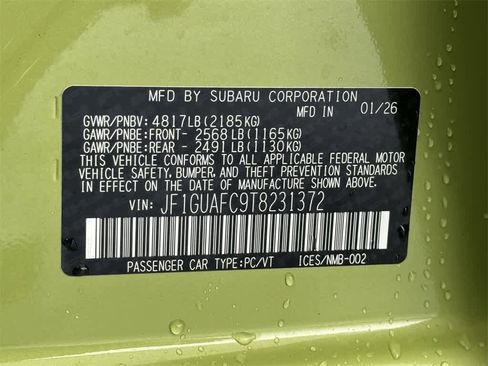 MFD BY SUBARU CORPORATION
MFD IN 01/26
GVWR/PNBV: 4817LB(2185KG)
GAWR/PNBE:FRONT- 2568LB(1165KG)
GAWR/PNBE:REAR - 2491LB(1130KG)
THIS VEHICLE CONFORMS TO ALL APPLICABLE FEDERAL MOTOR
VEHICLE SAFETY, BUMPER, AND THEFT PREVENTION STANDARDS
IN EFFECT ON THE DATE OF MANUFACTURE SHOWN ABOVE.
VIN: JF1GUAFC9T8231372
PASSENGER CAR TYPE:PC/VT ICES/NMB-002